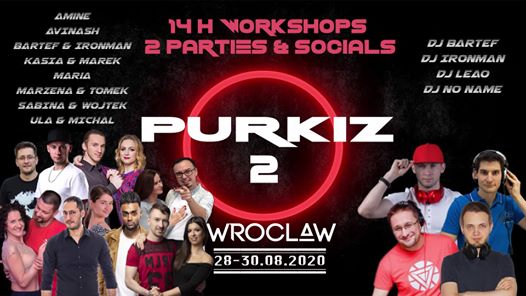 AMINE
AVINASH
BARTEF & IRONMAN
KASIA & MAREK
MARIA
MARZENA & TOMEK
SABINA & WOJTEK
ULA & MICHAL
14 H WORKSHOPS
2 PARTIES & SOCIALS
DJ BARTEF
DJ IRONMAN
DJ LEAO
DJ NO NAME
PURKIZ
2
WROCLAW
28-30.08.2020